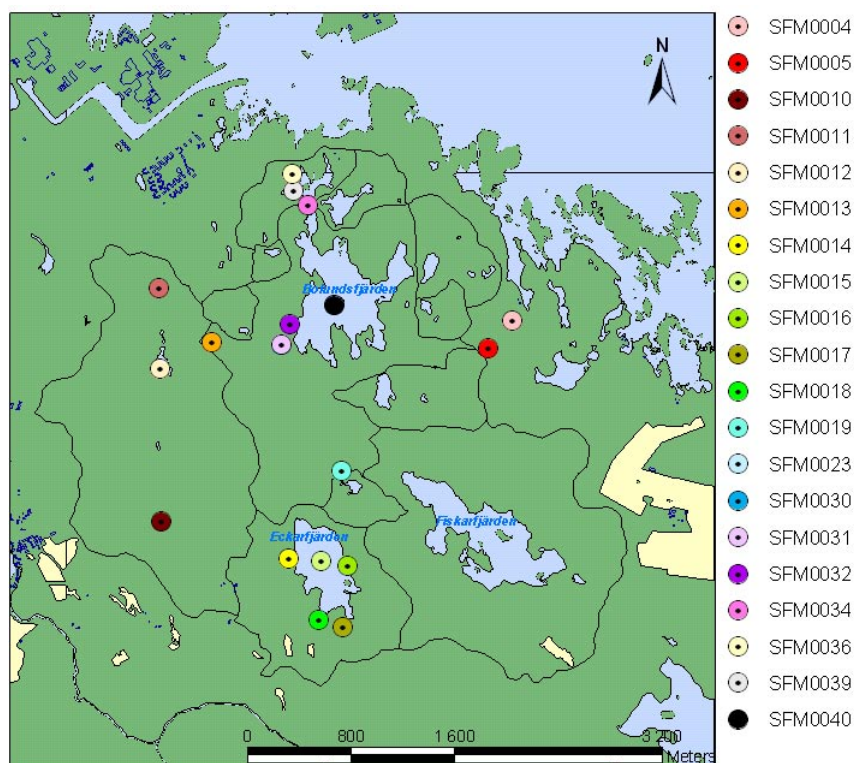 N
Bolundsfjärden
Eckarfjärden
Fiskarfjärden
0 800 1 600 3 200
Meters
SFM0004
SFM0005
SFM0010
SFM0011
SFM0012
SFM0013
SFM0014
SFM0015
SFM0016
SFM0017
SFM0018
SFM0019
SFM0023
SFM0030
SFM0031
SFM0032
SFM0034
SFM0036
SFM0039
SFM0040